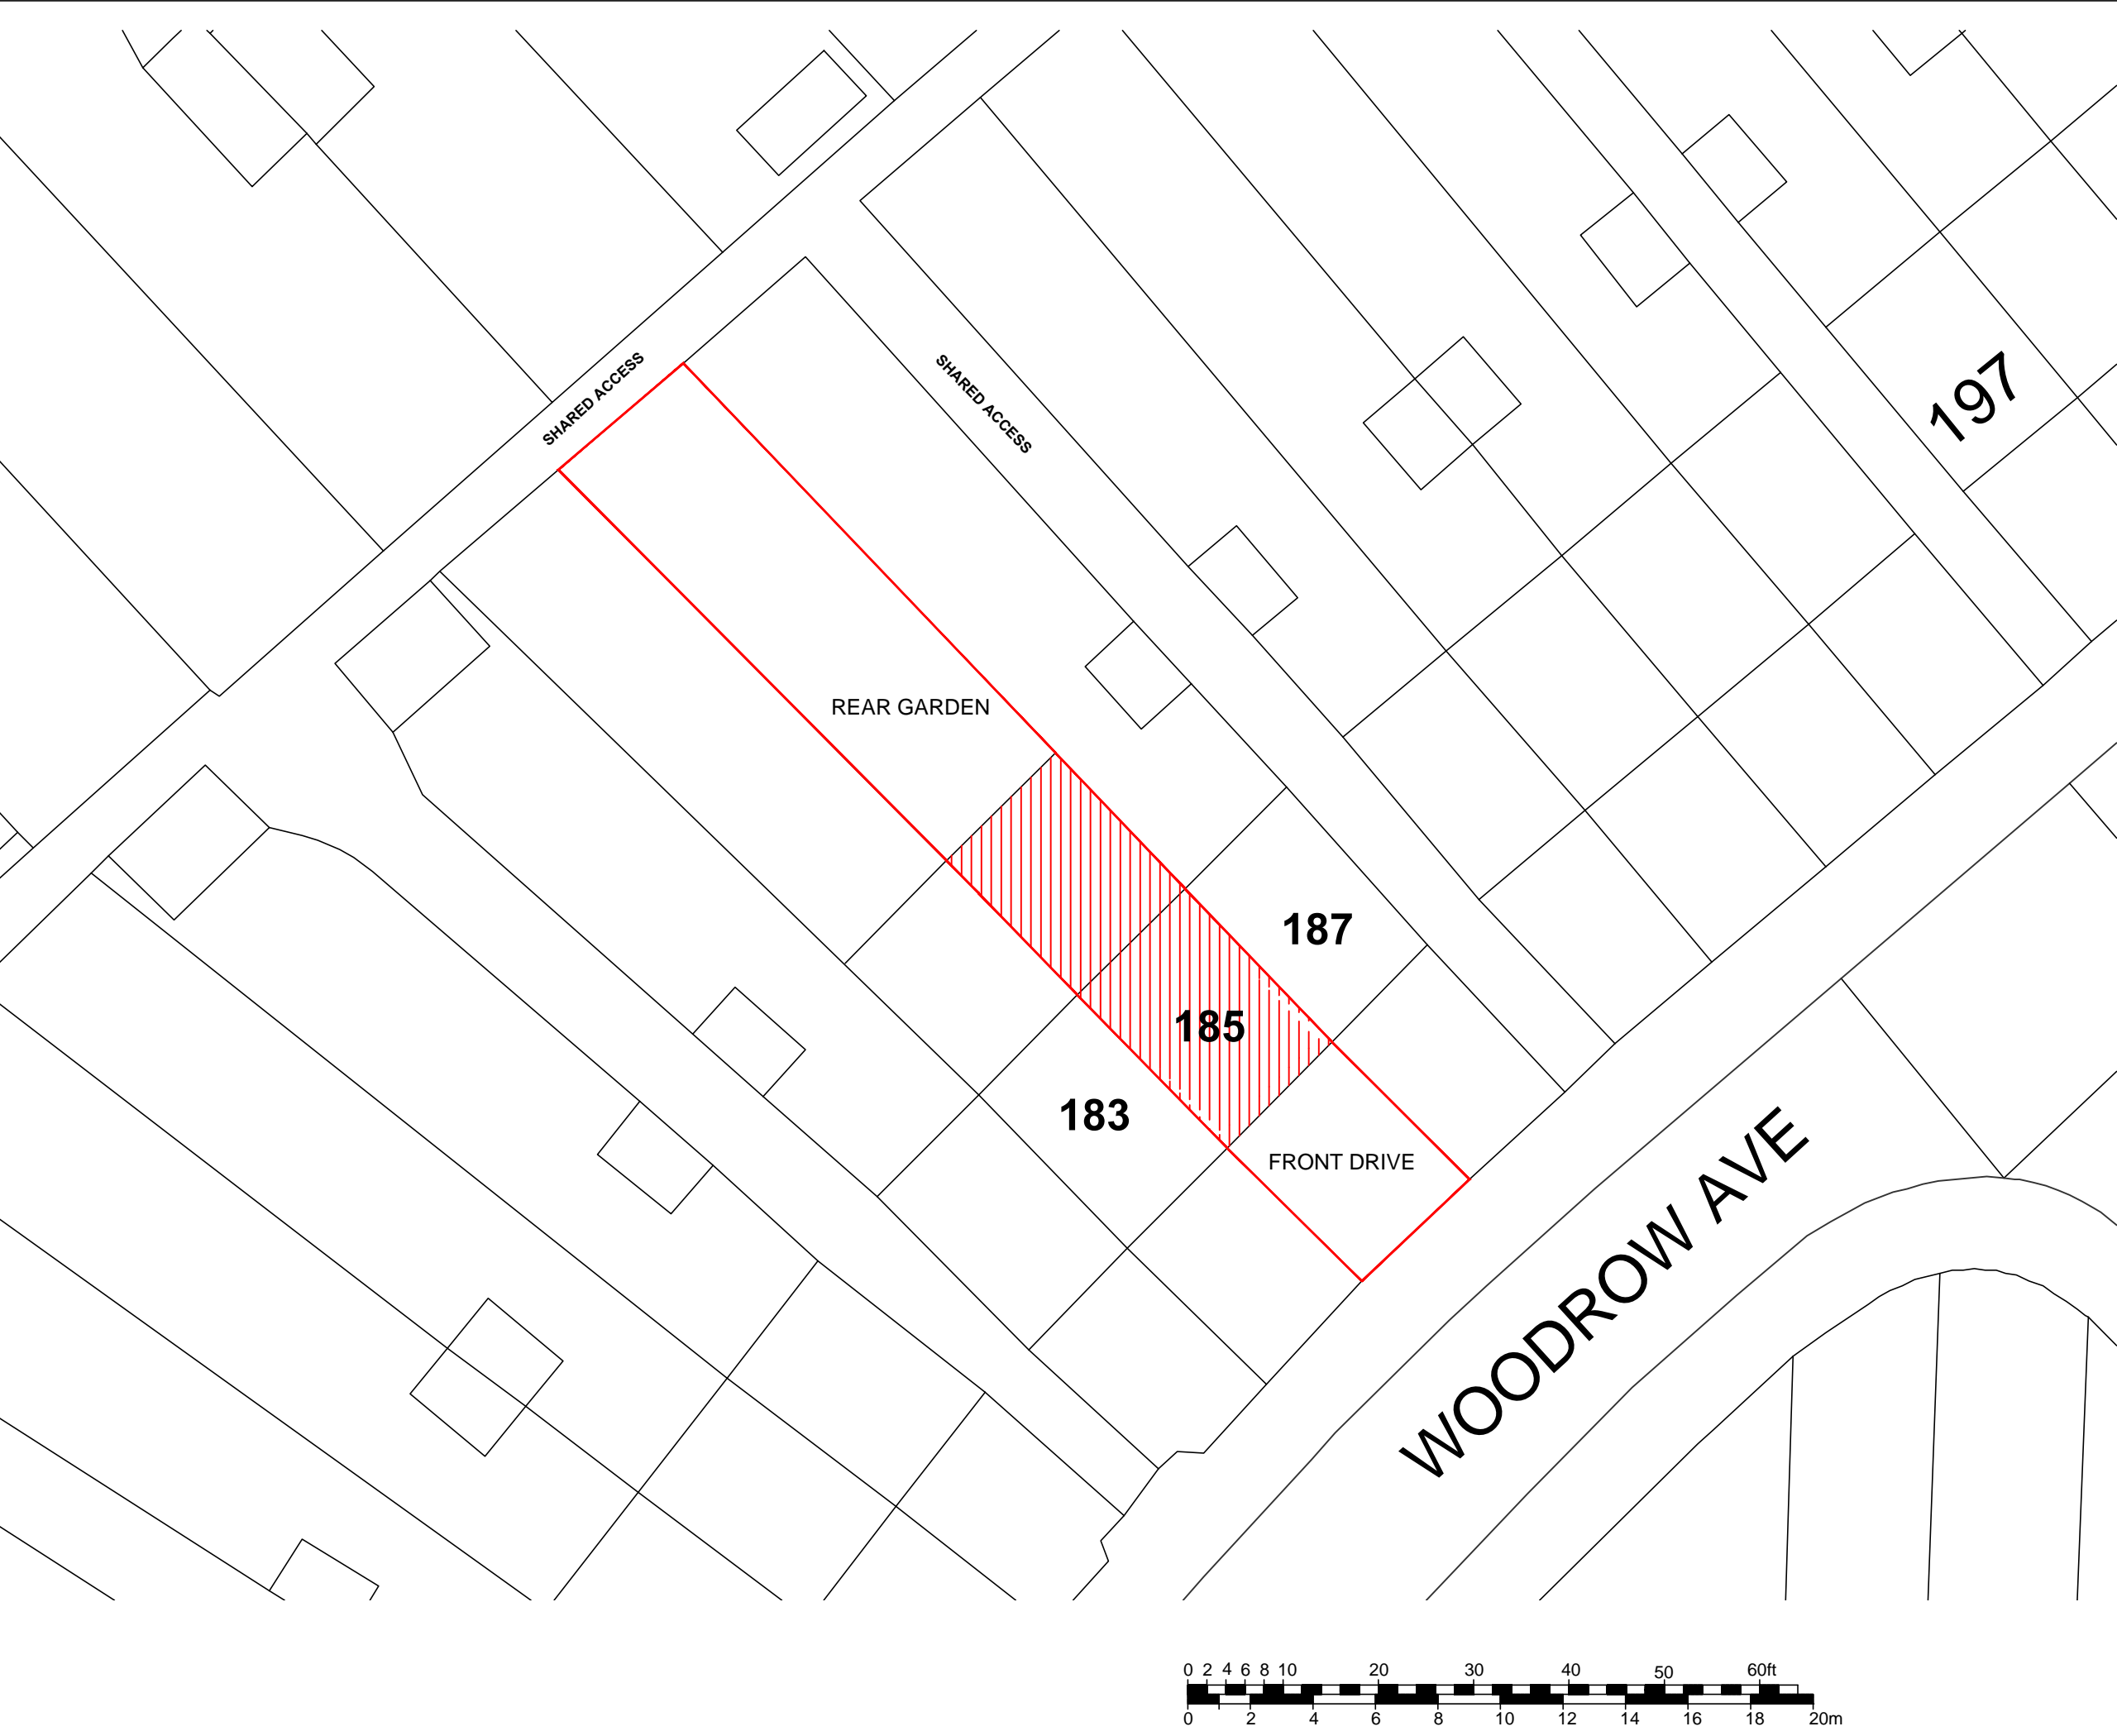 SHARED ACCESS
SHARED ACCESS
197
REAR GARDEN
187
185
183
FRONT DRIVE
WOODROW AVE
0 2 4 6 8 10 20 30 40 50 60ft
0 2 4 6 8 10 12 14 16 18 20m